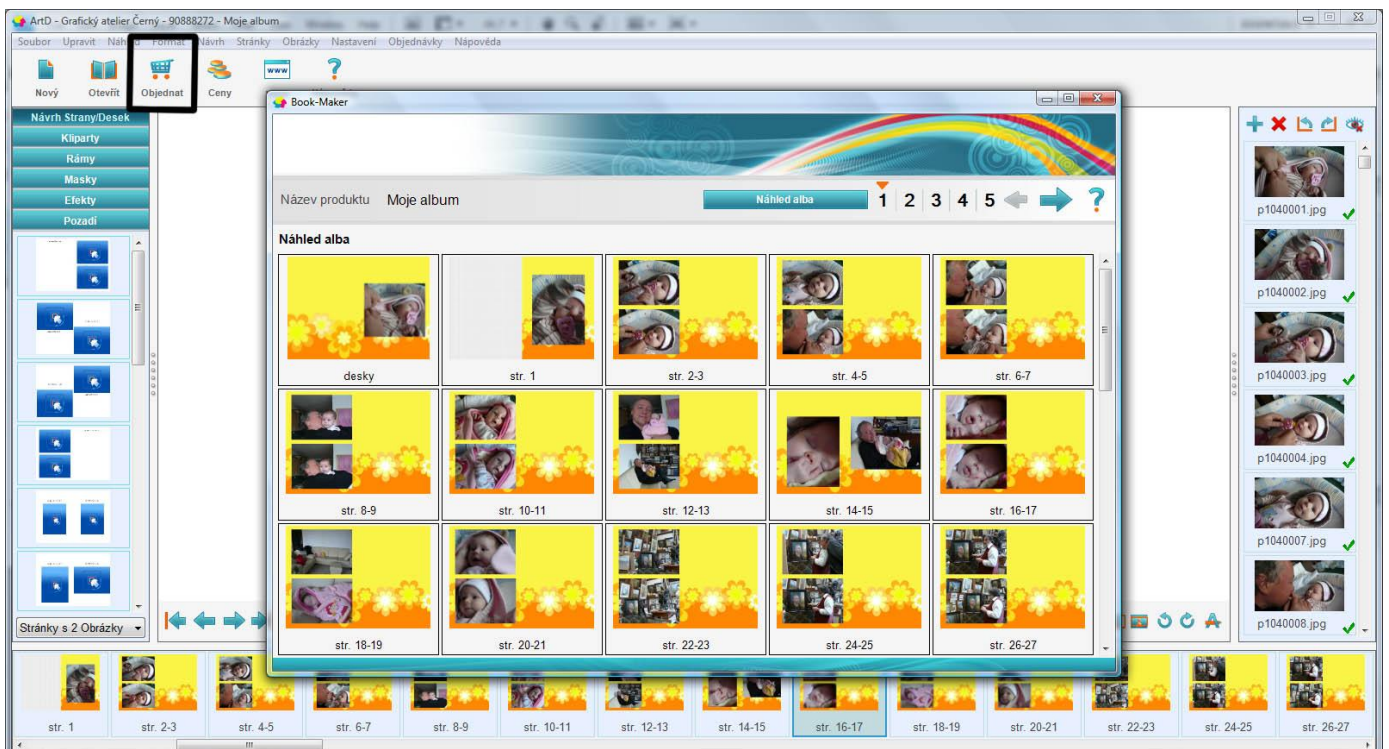 ArtD - Grafický atelier Černý - 90888272 - Moje album
Soubor Upravit Náhled Formát Návrh Stránky Obrázky Nastavení Objednávky Nápověda
Nový Otevřít Objednat Ceny
www
Návrh Strany/Desek
Kliparty
Rámy
Masky
Efekty
Pozadí
Stránky s 2 Obrázky
Book-Maker
Název produktu Moje album Náhled alba 1 2 3 4 5
Náhled alba
desky str. 1 str. 2-3 str. 4-5 str. 6-7
str. 8-9 str. 10-11 str. 12-13 str. 14-15 str. 16-17
str. 18-19 str. 20-21 str. 22-23 str. 24-25 str. 26-27
p1040001.jpg
p1040002.jpg
p1040003.jpg
p1040004.jpg
p1040007.jpg
p1040008.jpg
str. 1 str. 2-3 str. 4-5 str. 6-7 str. 8-9 str. 10-11 str. 12-13 str. 14-15 str. 16-17 str. 18-19 str. 20-21 str. 22-23 str. 24-25 str. 26-27